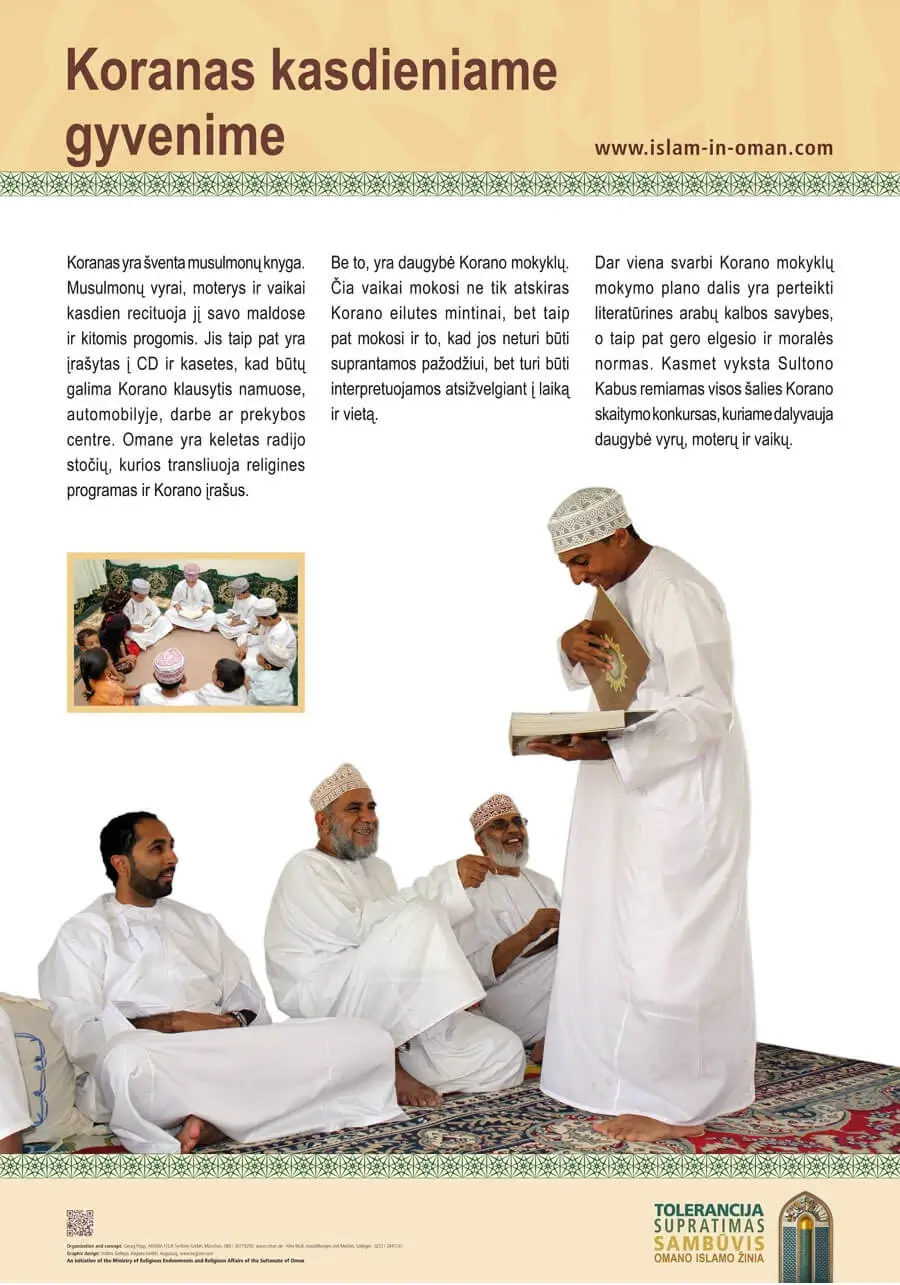 Koranas kasdieniame
gyvenime
www.islam-in-oman.com
Koranas yra šventa musulmonų knyga.
Musulmonų vyrai, moterys ir vaikai
kasdien recituoja jį savo maldose
ir kitomis progomis. Jis taip pat yra
įrašytas į CD ir kasetes, kad būtų
galima Korano klausytis namuose,
automobilyje, darbe ar prekybos
centre. Omane yra keletas radijo
stočių, kurios transliuoja religines
programas ir Korano įrašus.
Be to, yra daugybė Korano mokyklų.
Čia vaikai mokosi ne tik atskiras
Korano eilutes mintinai, bet taip
pat mokosi ir to, kad jos neturi būti
suprantamos pažodžiui, bet turi būti
interpretuojamos atsižvelgiant į laiką
ir vietą.
Dar viena svarbi Korano mokyklų
mokymo plano dalis yra perteikti
literatūrines arabų kalbos savybes,
o taip pat gero elgesio ir moralės
normas. Kasmet vyksta Sultono
Kabus remiamas visos šalies Korano
skaitymo konkursas, kuriame dalyvauja
daugybė vyrų, moterų ir vaikų.
Organization and concept: Georg Popp,
Graphic design:
An initiative of the Ministry of Religious Endowments and Religious Affairs of the Sultanate of Oman
TOLERANCIJA
SUPRATIMAS
SAMBŪVIS
OMANO ISLAMO ŽINIA